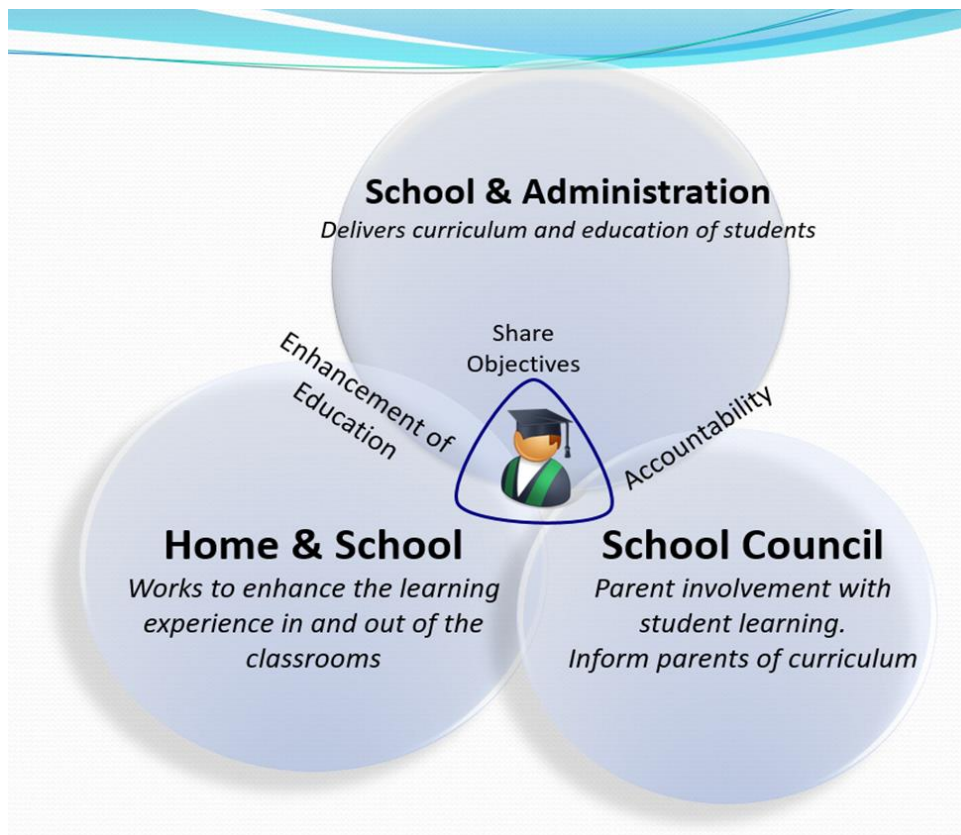 School & Administration
Delivers curriculum and education of students
Share
Objectives
Enhancement of
Education
Accountability
Home & School
Works to enhance the learning
experience in and out of the
classrooms
School Council
Parent involvement with
student learning.
Inform parents of curriculum